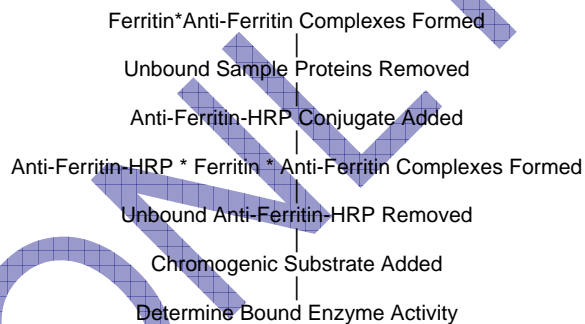 Ferritin*Anti-Ferritin Complexes Formed
Unbound Sample Proteins Removed
Anti-Ferritin-HRP Conjugate Added
Anti-Ferritin-HRP * Ferritin * Anti-Ferritin Complexes Formed
Unbound Anti-Ferritin-HRP Removed
Chromogenic Substrate Added
Determine Bound Enzyme Activity